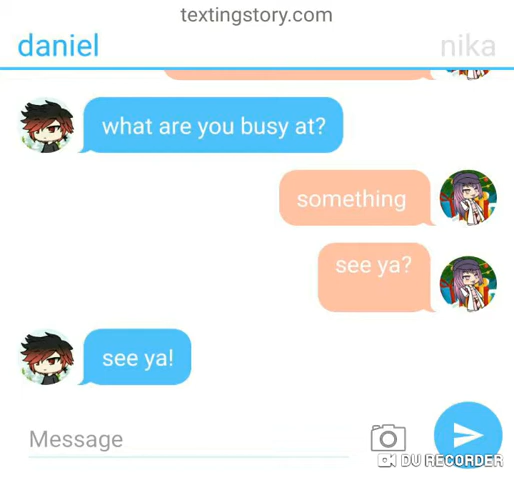 textingstory.com
daniel
nika
what are you busy at?
something
see ya?
see ya!
Message
DU RECORDER